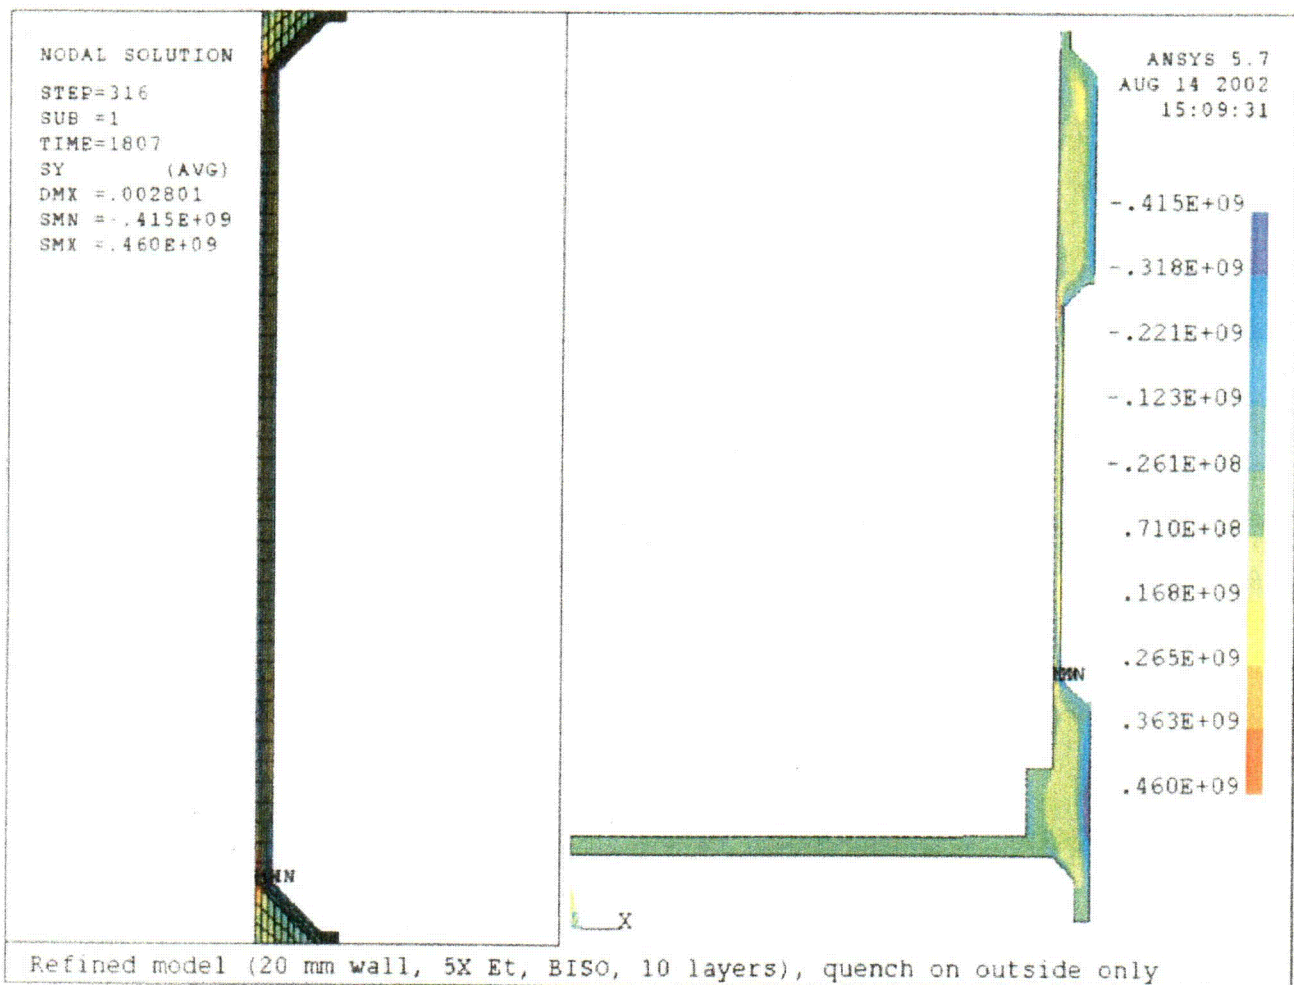 NODAL SOLUTION
STEP=316
SUB =1
TIME=1807
SY (AVG)
DMX =.002801
SMN =-.415E+09
SMX =.460E+09
ANSYS 5.7
AUG 14 2002
15:09:31
-.415E+09
-.318E+09
-.221E+09
-.123E+09
-.261E+08
.710E+08
.168E+09
.265E+09
.363E+09
.460E+09
X
Refined model (20 mm wall, 5X Et, BISO, 10 layers), quench on outside only